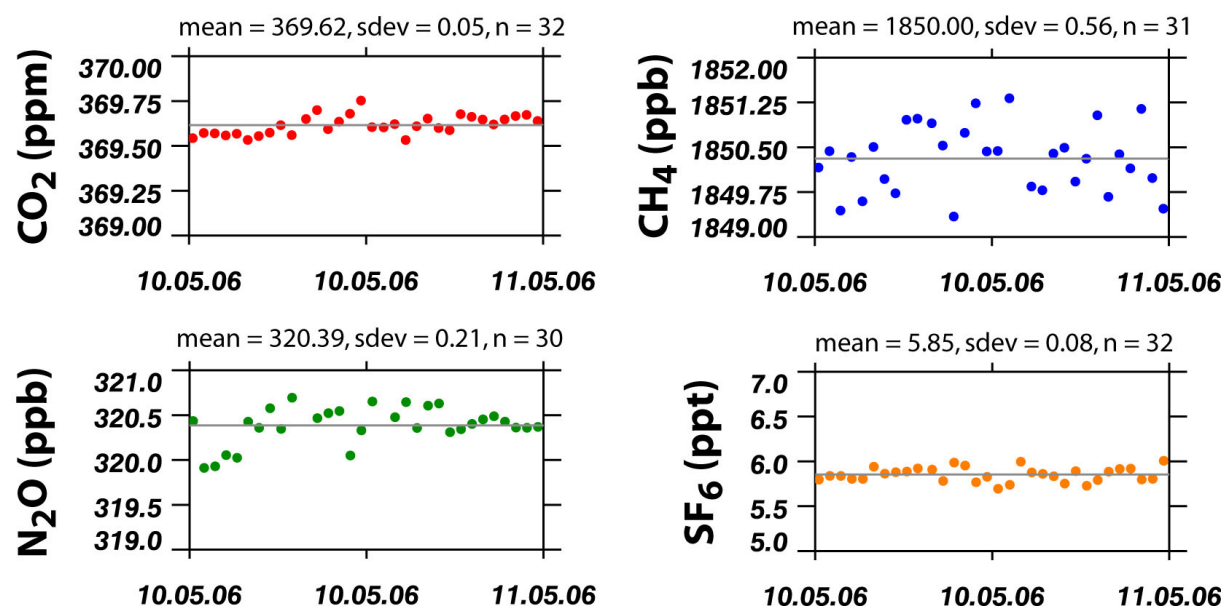 mean = 369.62, sdev = 0.05, n = 32
CO2 (ppm)
370.00
369.75
369.50
369.25
369.00
10.05.06 10.05.06 11.05.06
mean = 1850.00, sdev = 0.56, n = 31
CH4 (ppb)
1852.00
1851.25
1850.50
1849.75
1849.00
10.05.06 10.05.06 11.05.06
mean = 320.39, sdev = 0.21, n = 30
N2O (ppb)
321.0
320.5
320.0
319.5
319.0
10.05.06 10.05.06 11.05.06
mean = 5.85, sdev = 0.08, n = 32
SF6 (ppt)
7.0
6.5
6.0
5.5
5.0
10.05.06 10.05.06 11.05.06